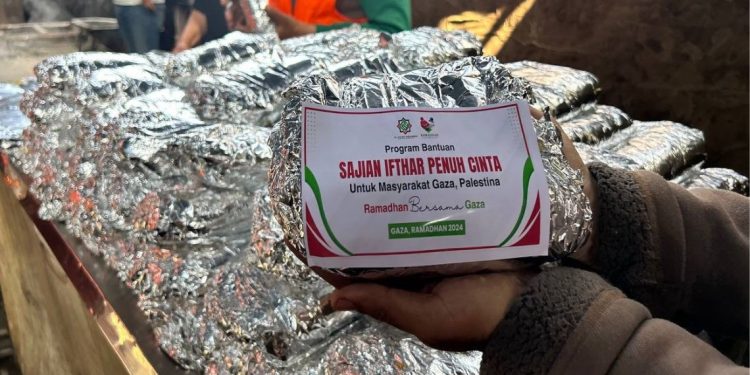 Program Bantuan
SAJIAN IFTHAR PENUH CINTA
Untuk Masyarakat Gaza, Palestina
Ramadhan Bersama Gaza
GAZA, RAMADHAN 2024